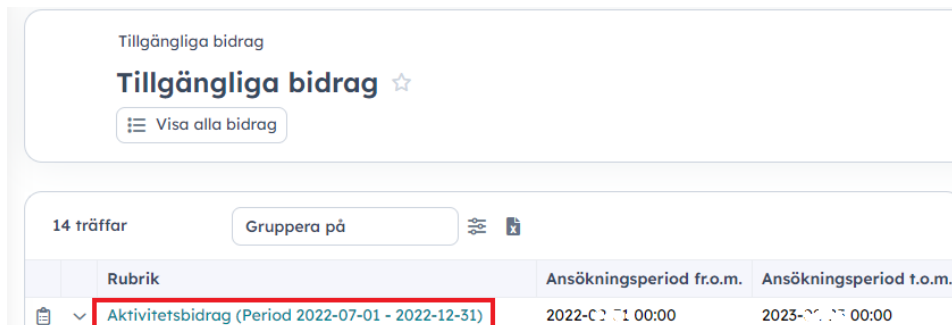 Tillgängliga bidrag
Tillgängliga bidrag
Visa alla bidrag
14 träffar Gruppera på
Rubrik Ansökningsperiod fr.o.m. Ansökningsperiod t.o.m.
Aktivitetsbidrag (Period 2022-07-01 - 2022-12-31) 00:00 00:00